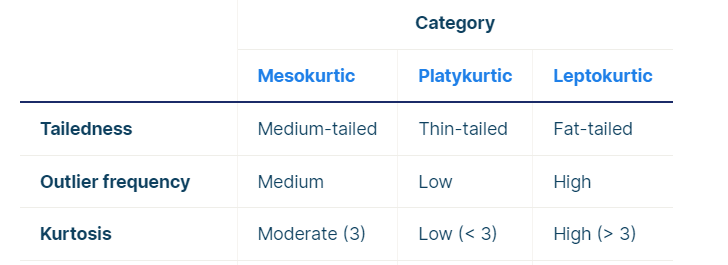 Category
Mesokurtic Platykurtic Leptokurtic
Tailedness Medium-tailed Thin-tailed Fat-tailed
Outlier frequency Medium Low High
Kurtosis Moderate (3) Low (< 3) High (> 3)